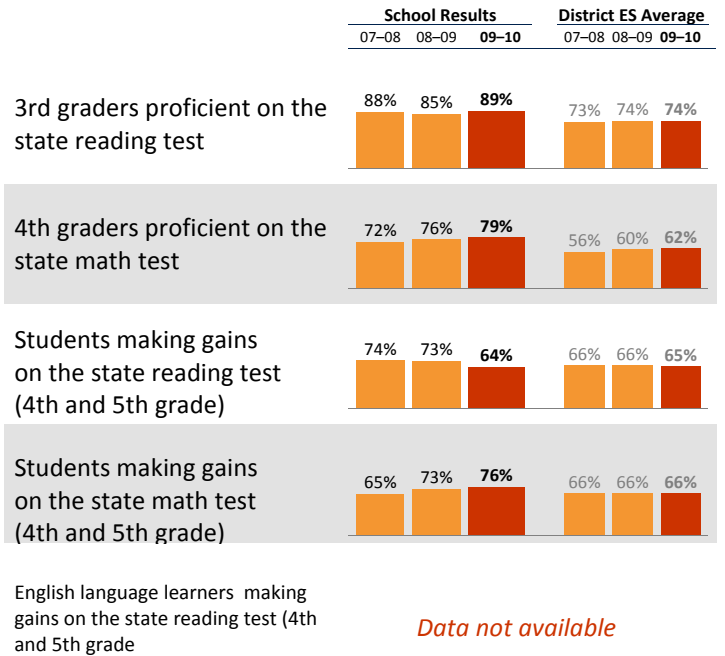 School Results District ES Average
07–08 08–09 09–10 07–08 08–09 09–10
3rd graders proficient on the
state reading test
88% 85% 89% 73% 74% 74%
4th graders proficient on the
state math test
72% 76% 79% 56% 60% 62%
Students making gains
on the state reading test
(4th and 5th grade)
74% 73% 64% 66% 66% 65%
Students making gains
on the state math test
(4th and 5th grade)
65% 73% 76% 66% 66% 66%
English language learners making
gains on the state reading test (4th
and 5th grade
Data not available